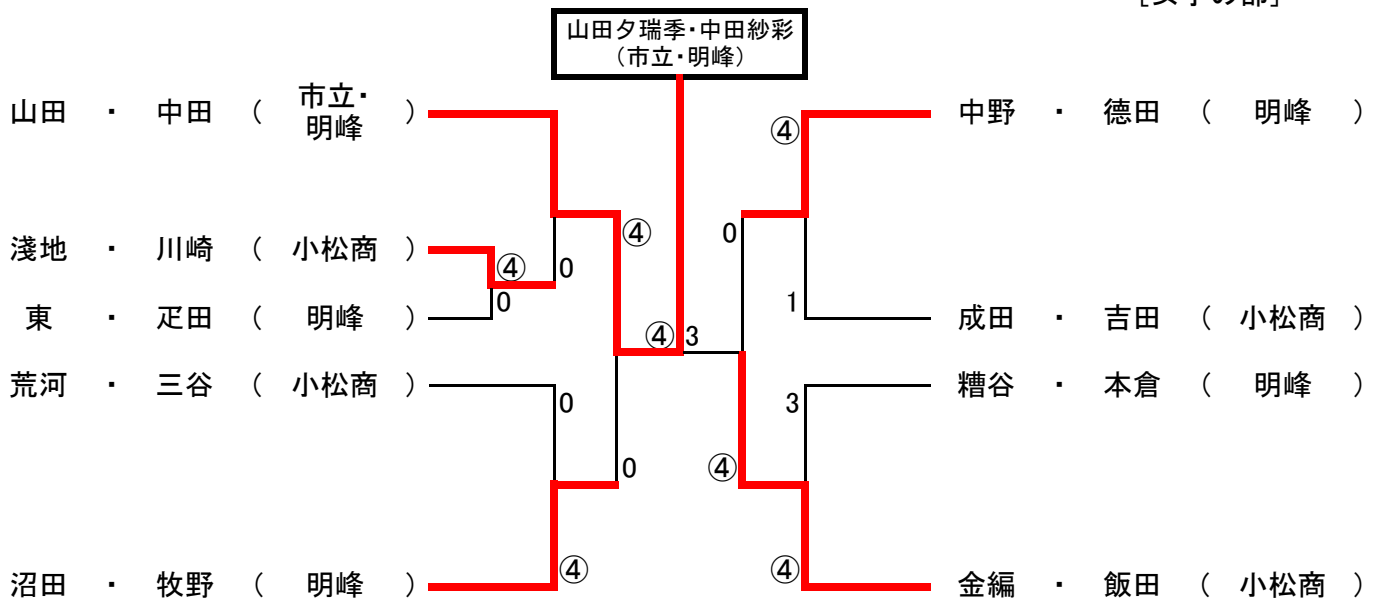 [女子の部]
山田夕瑞季・中田紗彩
（市立・明峰）
山田 ・ 中田 （ 市立・明峰 ）
中野 ・ 德田 （ 明峰 ）
④
④
0
淺地 ・ 川崎 （ 小松商 ）
④
0
0
1
東 ・ 疋田 （ 明峰 ）
成田 ・ 吉田 （ 小松商 ）
④ 3
荒河 ・ 三谷 （ 小松商 ）
糟谷 ・ 本倉 （ 明峰 ）
0
3
0
④
④
④
沼田 ・ 牧野 （ 明峰 ）
金編 ・ 飯田 （ 小松商 ）